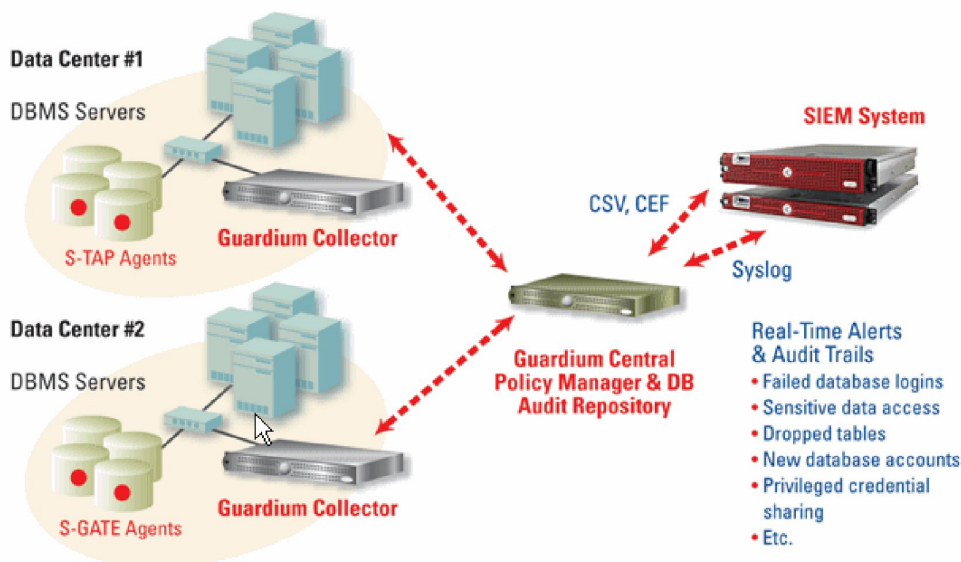 Data Center #1
DBMS Servers
S-TAP Agents
Guardium Collector
Data Center #2
DBMS Servers
S-GATE Agents
Guardium Collector
Guardium Central
Policy Manager & DB
Audit Repository
CSV, CEF
Syslog
SIEM System
Real-Time Alerts
& Audit Trails
• Failed database logins
• Sensitive data access
• Dropped tables
• New database accounts
• Privileged credential
sharing
• Etc.